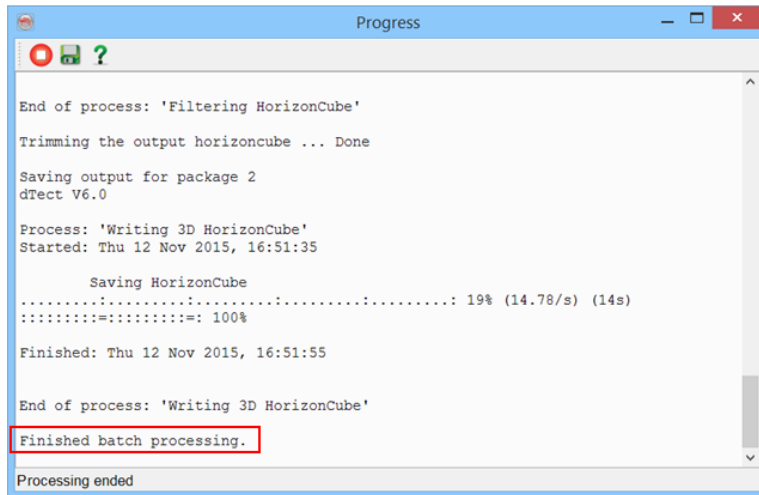 Progress
End of process: 'Filtering HorizonCube'
Trimming the output horizoncube ... Done
Saving output for package 2
dTect V6.0
Process: 'Writing 3D HorizonCube'
Started: Thu 12 Nov 2015, 16:51:35
Saving HorizonCube
.........:.........:.........:.........:.........: 19% (14.78/s) (14s)
:::::::::=:::::::::=: 100%
Finished: Thu 12 Nov 2015, 16:51:55
End of process: 'Writing 3D HorizonCube'
Finished batch processing.
Processing ended